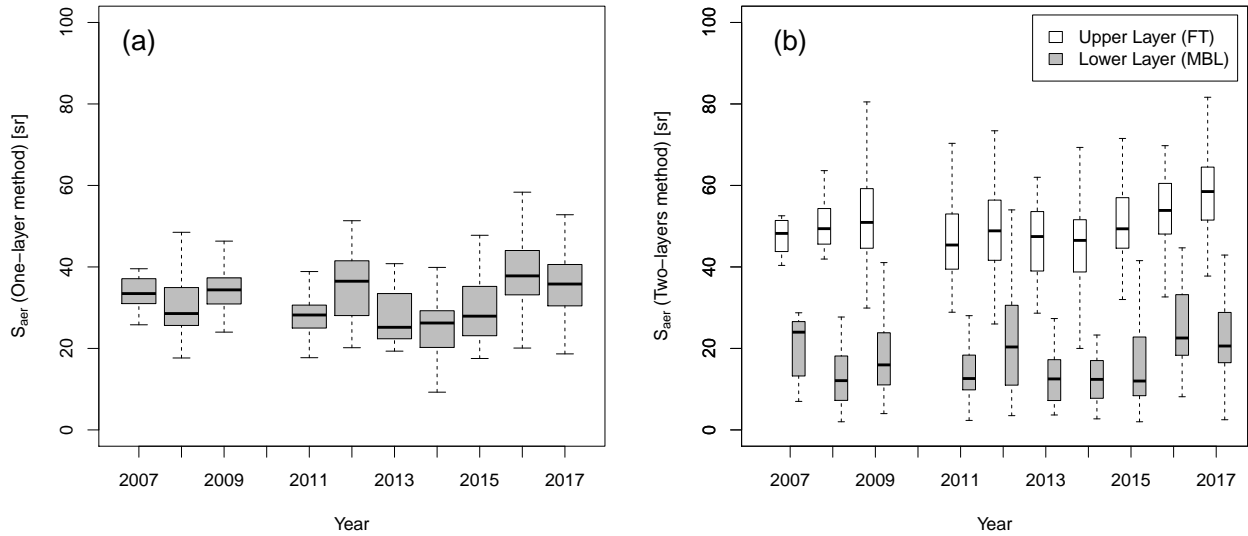 (a)
S_aer (One−layer method) [sr]
100
80
60
40
20
0
2007 2009 2011 2013 2015 2017
Year
(b)
Upper Layer (FT)
Lower Layer (MBL)
S_aer (Two−layers method) [sr]
100
80
60
40
20
0
2007 2009 2011 2013 2015 2017
Year